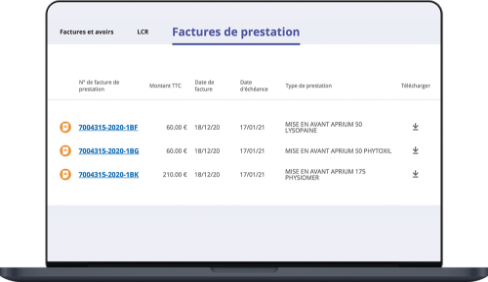 Factures et avoirs LCR Factures de prestation
N° de facture de prestation Montant TTC Date de facture Date d'échéance Type de prestation Télécharger
7004315-2020-1BF 60.00 € 18/12/20 17/01/21 MISE EN AVANT APRIUM 50 LYSOPAINE
7004315-2020-1BG 60.00 € 18/12/20 17/01/21 MISE EN AVANT APRIUM 50 PHYTOXIL
7004315-2020-1BK 210.00 € 18/12/20 17/01/21 MISE EN AVANT APRIUM 175 PHYSIOMER